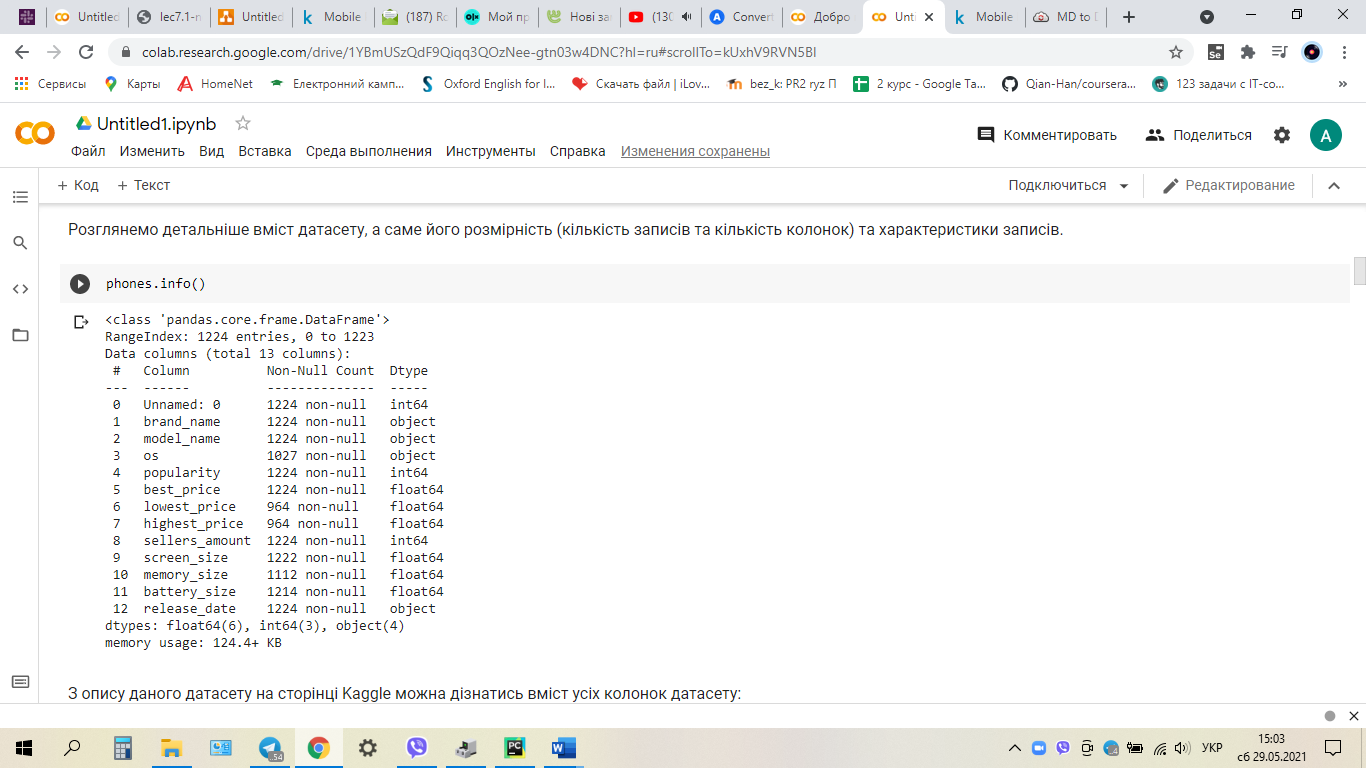 Untitled
lec7.1-n
Untitled
Mobile
(187) Ro
Мой пр
Нові за
(130
Convert
Добро
Unti
Mobile
MD to D
colab.research.google.com/drive/1YBmUSzQdF9Qiqq3QOzNee-gtn03w4DNC?hl=ru#scrollTo=kUxhV9RVN5BI
Сервисы
Карты
HomeNet
Електронний камп...
Oxford English for I...
Скачать файл | iLov...
bez_k: PR2 ryz П
2 курс - Google Та...
Qian-Han/coursera...
123 задачи с IT-со...
»
Untitled1.ipynb
Файл Изменить Вид Вставка Среда выполнения Инструменты Справка Изменения сохранены
Комментировать
Поделиться
A
+ Код + Текст
Подключиться
Редактирование
Розглянемо детальніше вміст датасету, а саме його розмірність (кількість записів та кількість колонок) та характеристики записів.
phones.info()
<class 'pandas.core.frame.DataFrame'>
RangeIndex: 1224 entries, 0 to 1223
Data columns (total 13 columns):
 #   Column          Non-Null Count  Dtype
---  ------          --------------  -----
 0   Unnamed: 0      1224 non-null   int64
 1   brand_name      1224 non-null   object
 2   model_name      1224 non-null   object
 3   os              1027 non-null   object
 4   popularity      1224 non-null   int64
 5   best_price      1224 non-null   float64
 6   lowest_price    964 non-null    float64
 7   highest_price   964 non-null    float64
 8   sellers_amount  1224 non-null   int64
 9   screen_size     1222 non-null   float64
 10  memory_size     1112 non-null   float64
 11  battery_size    1214 non-null   float64
 12  release_date    1224 non-null   object
dtypes: float64(6), int64(3), object(4)
memory usage: 124.4+ KB
З опису даного датасету на сторінці Kaggle можна дізнатись вміст усіх колонок датасету:
УКР
15:03
сб 29.05.2021